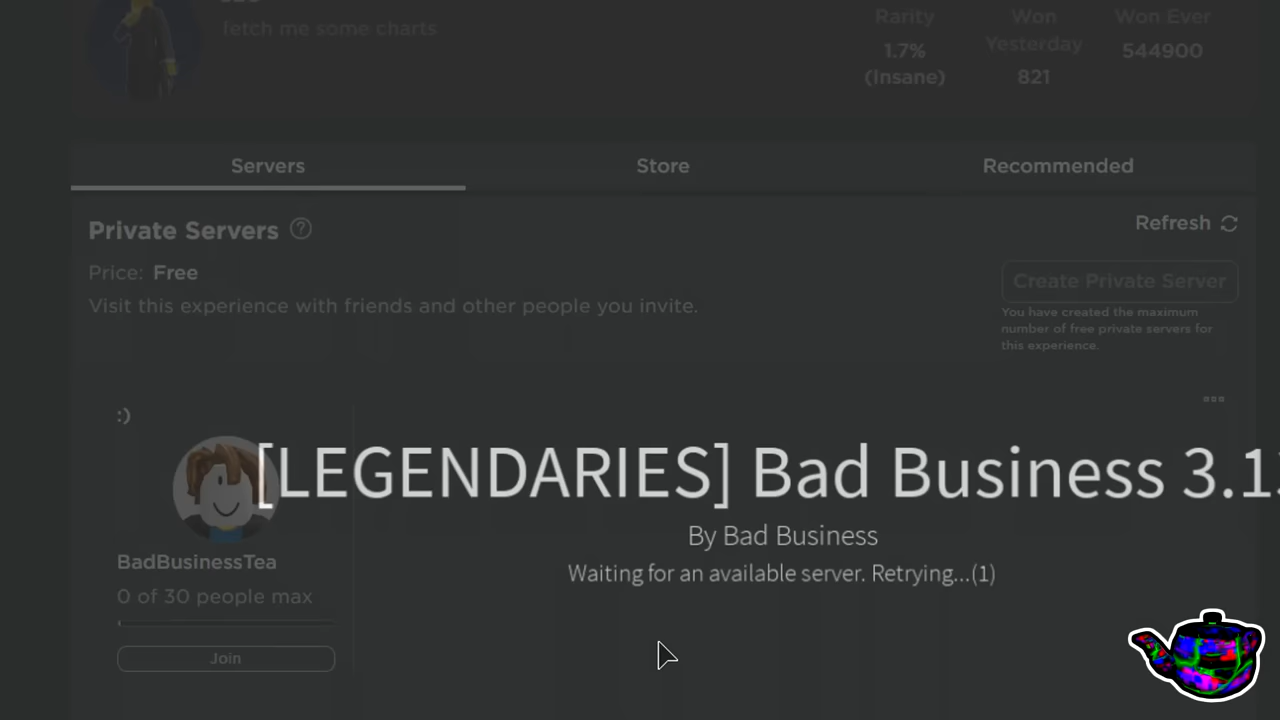 fetch me some charts
Rarity
1.7%
(Insane)
Won
Yesterday
821
Won Ever
544900
Servers
Store
Recommended
Private Servers
Refresh
Price: Free
Visit this experience with friends and other people you invite.
Create Private Server
You have created the maximum
number of free private servers for
this experience.
:)
[LEGENDARIES] Bad Business 3.1
By Bad Business
Waiting for an available server. Retrying...(1)
BadBusinessTea
0 of 30 people max
Join